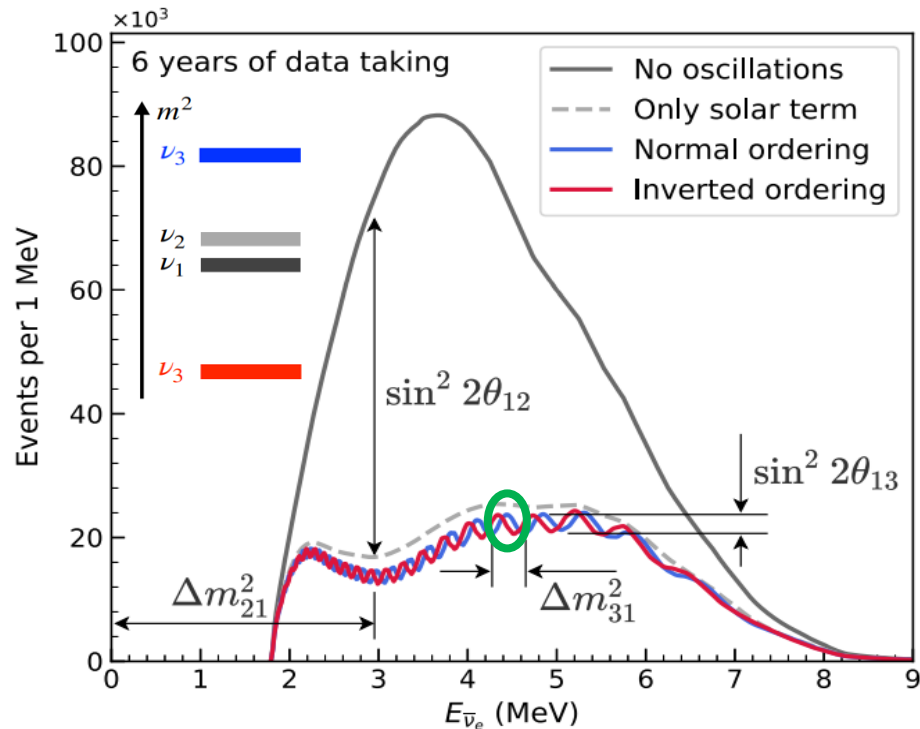 ×10³
100
80
60
40
20
0
Events per 1 MeV
6 years of data taking
m²
ν₃
ν₂
ν₁
ν₃
No oscillations
Only solar term
Normal ordering
Inverted ordering
sin² 2θ₁₂
sin² 2θ₁₃
Δm²₂₁
Δm²₃₁
0 1 2 3 4 5 6 7 8 9
E_ν̅ₑ (MeV)